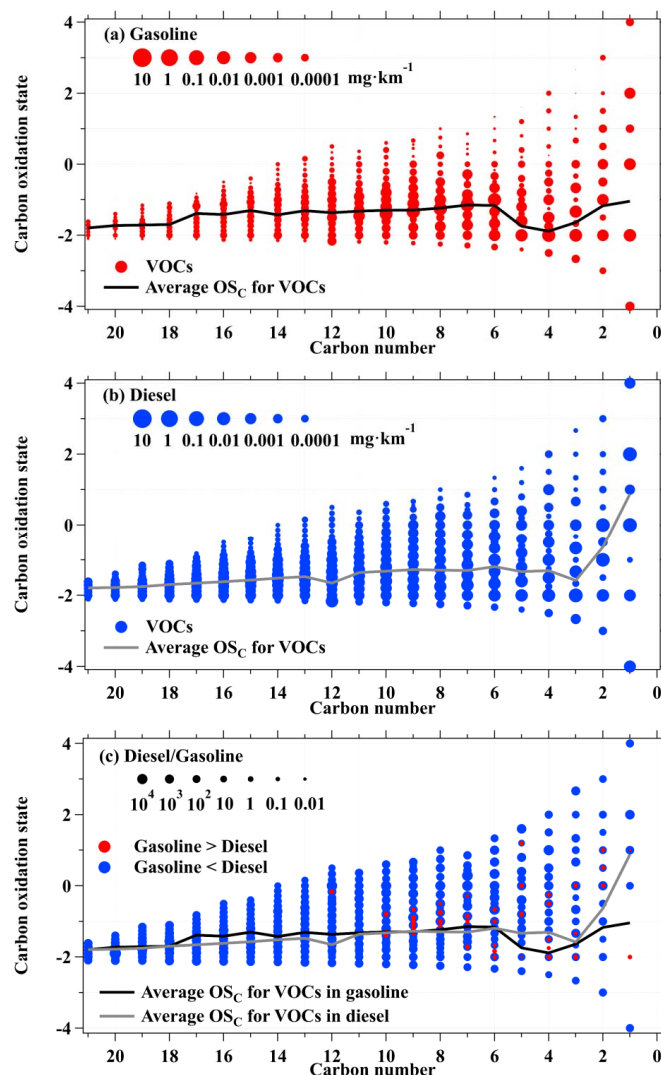 (a) Gasoline
10 1 0.1 0.01 0.001 0.0001 mg·km⁻¹
4
2
0
-2
-4
Carbon oxidation state
VOCs
Average OS_C for VOCs
20 18 16 14 12 10 8 6 4 2 0
Carbon number
(b) Diesel
10 1 0.1 0.01 0.001 0.0001 mg·km⁻¹
4
2
0
-2
-4
Carbon oxidation state
VOCs
Average OS_C for VOCs
20 18 16 14 12 10 8 6 4 2 0
Carbon number
(c) Diesel/Gasoline
10⁴ 10³ 10² 10 1 0.1 0.01
Gasoline > Diesel
Gasoline < Diesel
4
2
0
-2
-4
Carbon oxidation state
Average OS_C for VOCs in gasoline
Average OS_C for VOCs in diesel
20 18 16 14 12 10 8 6 4 2 0
Carbon number